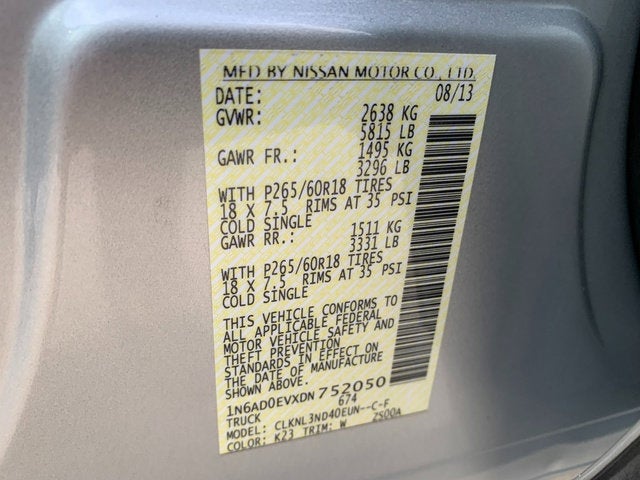 MFD BY NISSAN MOTOR CO., LTD.
DATE: 08/13
GVWR: 2638 KG
5815 LB
GAWR FR.: 1495 KG
3296 LB
WITH P265/60R18 TIRES
18 X 7.5 RIMS AT 35 PSI
COLD SINGLE
GAWR RR.: 1511 KG
3331 LB
WITH P265/60R18 TIRES
18 X 7.5 RIMS AT 35 PSI
COLD SINGLE
THIS VEHICLE CONFORMS TO
ALL APPLICABLE FEDERAL
MOTOR VEHICLE SAFETY AND
THEFT PREVENTION
STANDARDS IN EFFECT ON
THE DATE OF MANUFACTURE
SHOWN ABOVE.
1N6AD0EVXDN752050
TRUCK 674
MODEL: CLKNL3ND40EUN--C-F
COLOR: K23 TRIM: W ZS00A